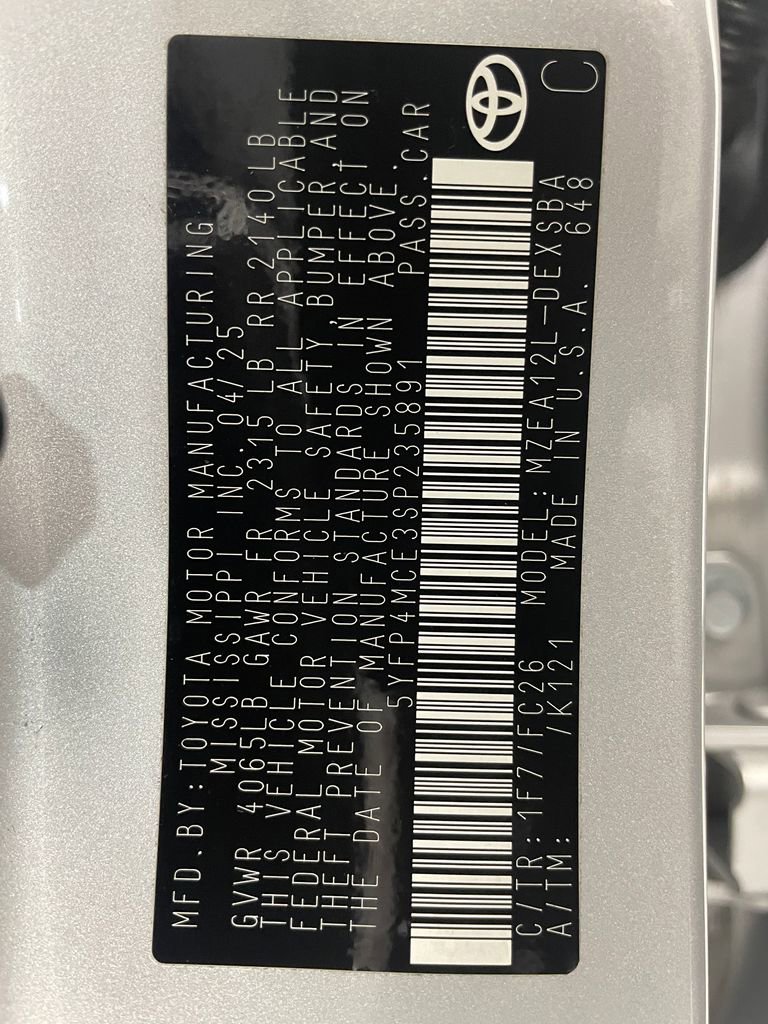 MFD.BY:TOYOTA MOTOR MANUFACTURING
MISSISSIPPI INC. 04/25
GVWR 4065LB GAWR FR 2315 LB RR 2140 LB
THIS VEHICLE CONFORMS TO ALL APPLICABLE
FEDERAL MOTOR VEHICLE SAFETY, BUMPER, AND
THEFT PREVENTION STANDARDS IN EFFECT ON
THE DATE OF MANUFACTURE SHOWN ABOVE.
5YFP4MCE3SP235891 PASS.CAR
C/TR: 1F7/FC26 MODEL: MZEA12L-DEXSBA
A/TM: /K121 MADE IN U.S.A. 648
C